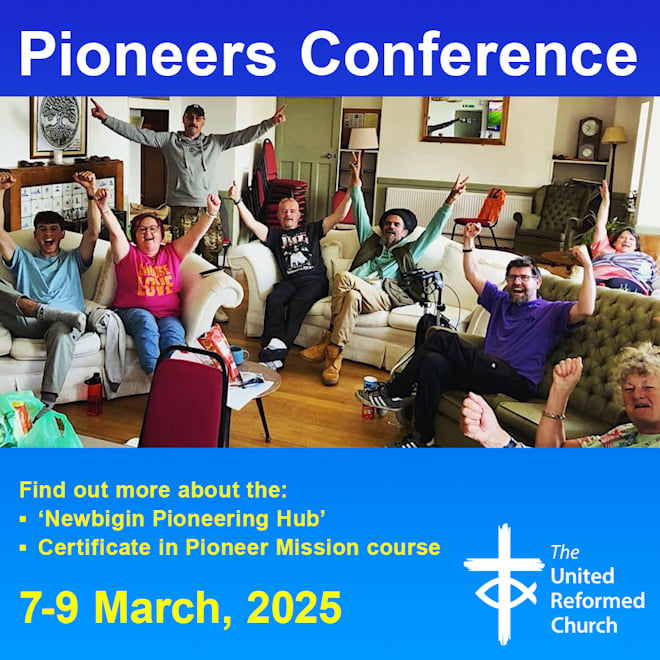 Pioneers Conference
Find out more about the:
▪ ‘Newbigin Pioneering Hub’
▪ Certificate in Pioneer Mission course
7-9 March, 2025
The
United
Reformed
Church